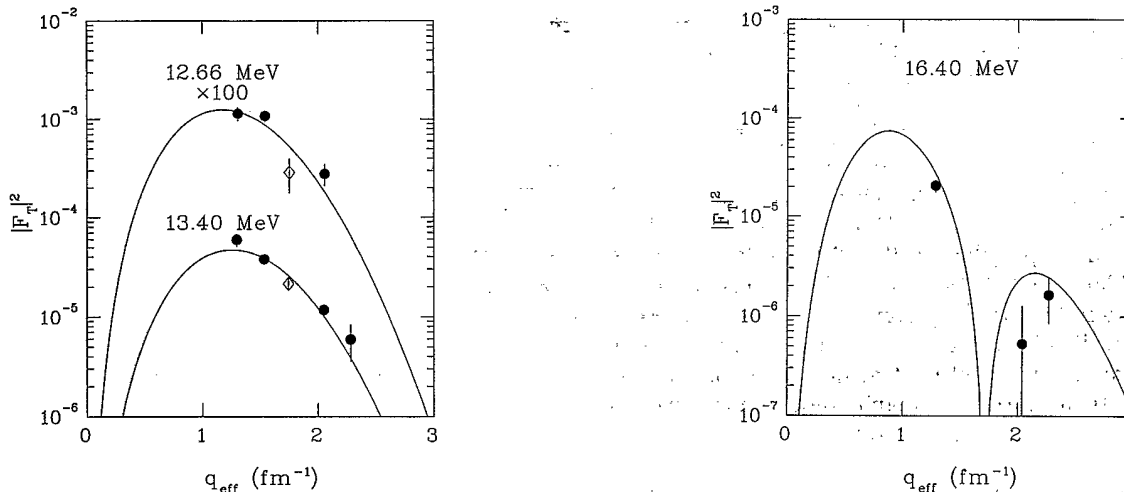 10⁻²
12.66 MeV
×100
10⁻³
|F_T|²
10⁻⁴
13.40 MeV
10⁻⁵
10⁻⁶
0 1 2 3
q_eff (fm⁻¹)
10⁻³
16.40 MeV
10⁻⁴
|F_T|²
10⁻⁵
10⁻⁶
10⁻⁷
0 1 2
q_eff (fm⁻¹)